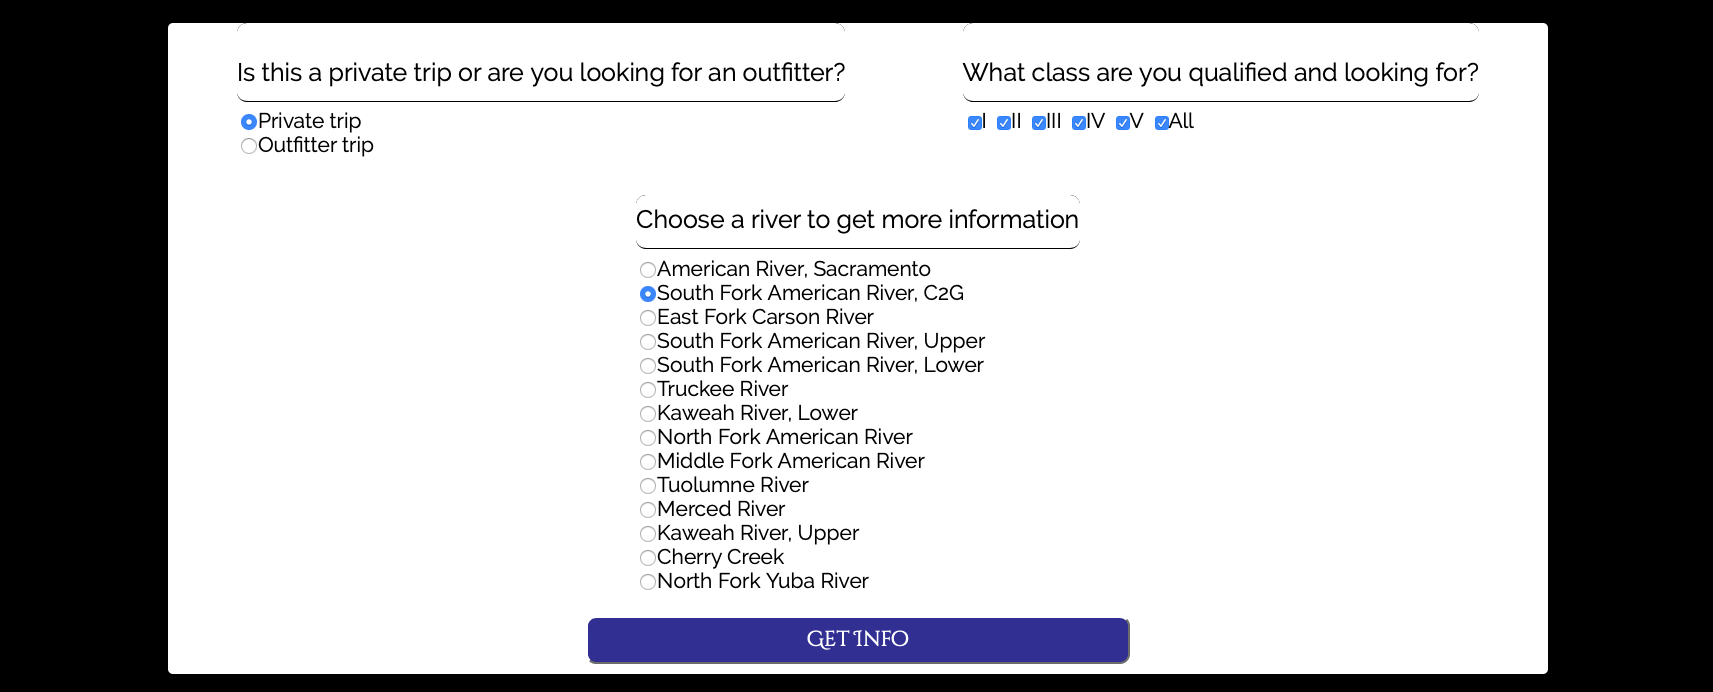 Is this a private trip or are you looking for an outfitter?
Private trip
Outfitter trip
What class are you qualified and looking for?
I II III IV V All
Choose a river to get more information
American River, Sacramento
South Fork American River, C2G
East Fork Carson River
South Fork American River, Upper
South Fork American River, Lower
Truckee River
Kaweah River, Lower
North Fork American River
Middle Fork American River
Tuolumne River
Merced River
Kaweah River, Upper
Cherry Creek
North Fork Yuba River
GET INFO